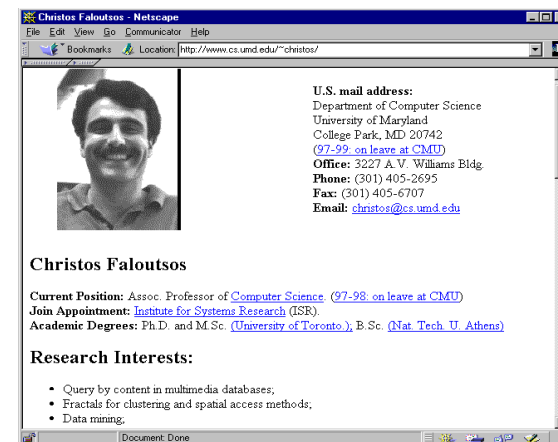 Christos Faloutsos - Netscape
File Edit View Go Communicator Help
Bookmarks Location: http://www.cs.umd.edu/~christos/
U.S. mail address:
Department of Computer Science
University of Maryland
College Park, MD 20742
(97-99: on leave at CMU)
Office: 3227 A.V. Williams Bldg.
Phone: (301) 405-2695
Fax: (301) 405-6707
Email: christos@cs.umd.edu
Christos Faloutsos
Current Position: Assoc. Professor of Computer Science. (97-98: on leave at CMU)
Join Appointment: Institute for Systems Research (ISR).
Academic Degrees: Ph.D. and M.Sc. (University of Toronto.); B.Sc. (Nat. Tech. U. Athens)
Research Interests:
• Query by content in multimedia databases;
• Fractals for clustering and spatial access methods;
• Data mining;
Document: Done